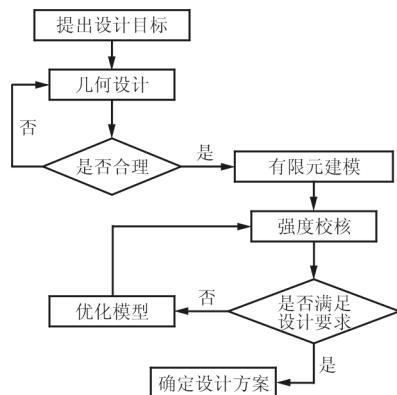 提出设计目标
几何设计
否
是否合理
是
有限元建模
强度校核
是否满足
设计要求
否
优化模型
是
确定设计方案